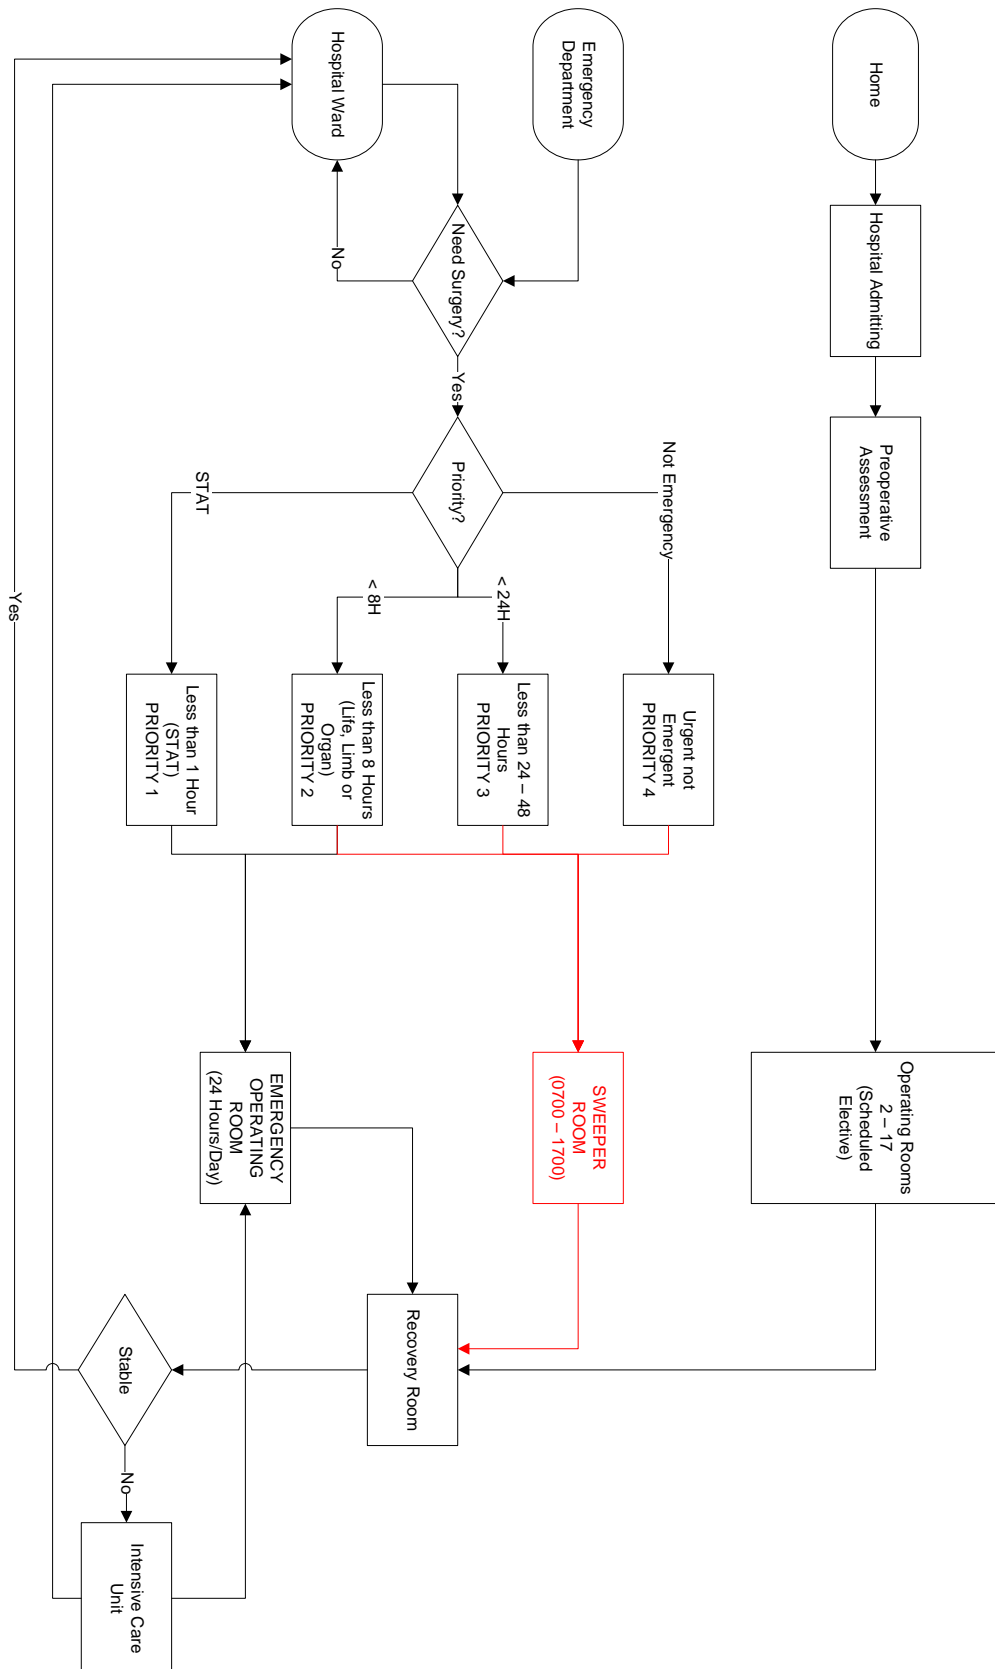 Home
Hospital Admitting
Preoperative
Assessment
Operating Rooms
2 – 17
(Scheduled
Elective)
Emergency
Department
Hospital Ward
Need Surgery?
No
Yes
Priority?
Not Emergency
< 24H
< 8H
STAT
Urgent not
Emergent
PRIORITY 4
Less than 24 – 48
Hours
PRIORITY 3
Less than 8 Hours
(Life, Limb or
Organ)
PRIORITY 2
Less than 1 Hour
(STAT)
PRIORITY 1
SWEEPER
ROOM
(0700 – 1700)
EMERGENCY
OPERATING
ROOM
(24 Hours/Day)
Recovery Room
Stable
Yes
No
Intensive Care
Unit